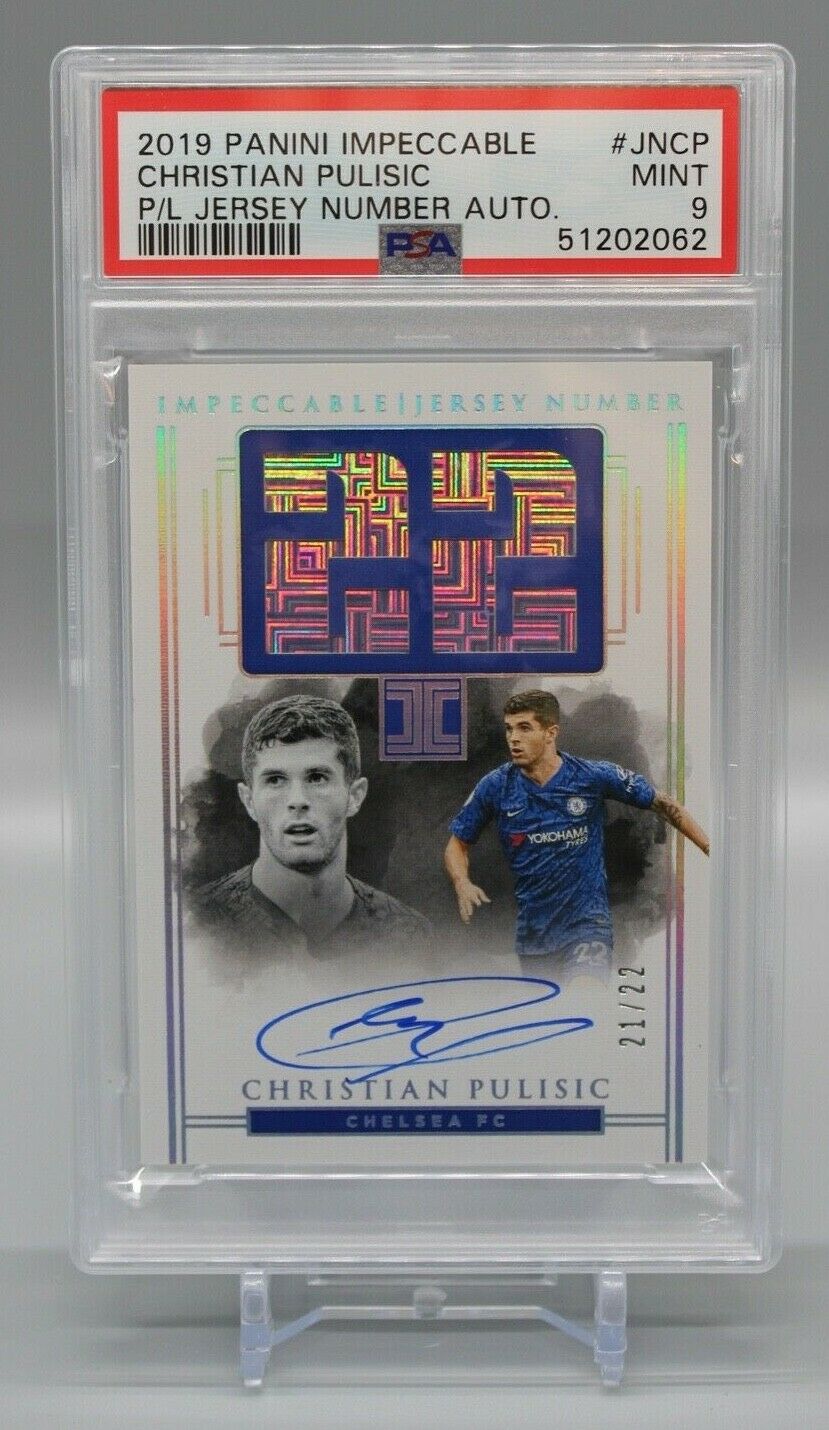 2019 PANINI IMPECCABLE #JNCP
CHRISTIAN PULISIC MINT
P/L JERSEY NUMBER AUTO. 9
PSA 51202062
IMPECCABLE|JERSEY NUMBER
22
YOKOHAMA
TYRES
22
21/22
CHRISTIAN PULISIC
CHELSEA FC